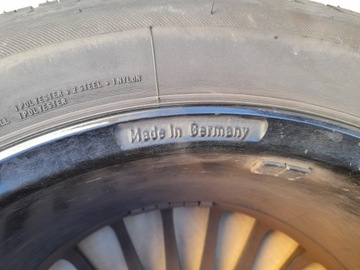 1 POLYESTER + 2 STEEL + 1 NYLON
1 POLYESTER
Made In Germany